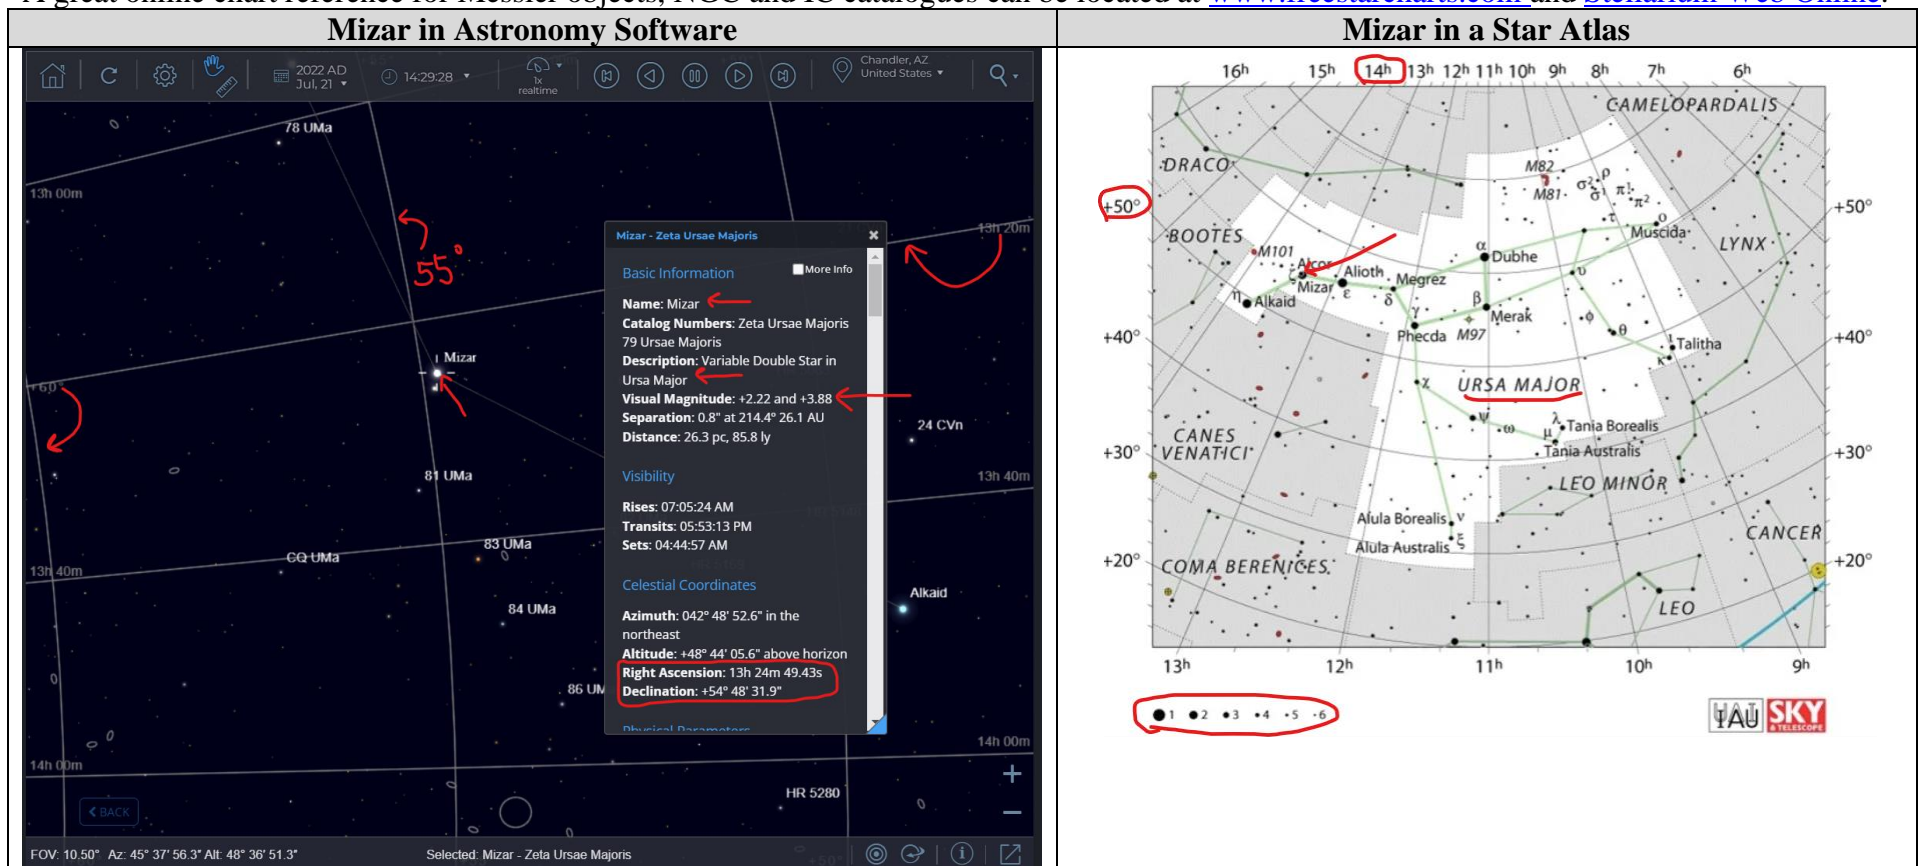 A great online chart reference for Messier objects, NGC and IC catalogues can be located at www.freestarcharts.com and Stellarium Web Online.
Mizar in Astronomy Software
Mizar in a Star Atlas
2022 AD
Jul, 21
14:29:28
1x
realtime
Chandler, AZ
United States
78 UMa
13h 00m
55°
13h 20m
Mizar
+60°
24 CVn
81 UMa
13h 40m
83 UMa
CQ UMa
13h 40m
84 UMa
Alkaid
86 UM
14h 00m
14h 00m
HR 5280
BACK
Mizar - Zeta Ursae Majoris
Basic Information
More Info
Name: Mizar
Catalog Numbers: Zeta Ursae Majoris
79 Ursae Majoris
Description: Variable Double Star in
Ursa Major
Visual Magnitude: +2.22 and +3.88
Separation: 0.8" at 214.4° 26.1 AU
Distance: 26.3 pc, 85.8 ly
Visibility
Rises: 07:05:24 AM
Transits: 05:53:13 PM
Sets: 04:44:57 AM
Celestial Coordinates
Azimuth: 042° 48' 52.6" in the
northeast
Altitude: +48° 44' 05.6" above horizon
Right Ascension: 13h 24m 49.43s
Declination: +54° 48' 31.9"
Physical Parameters
FOV: 10.50° Az: 45° 37' 56.3" Alt: 48° 36' 51.3"
Selected: Mizar - Zeta Ursae Majoris
+50°
16h 15h 14h 13h 12h 11h 10h 9h 8h 7h 6h
CAMELOPARDALIS
DRACO
M82
M81
σ² ρ
σ¹ π¹
π²
+50°
+50°
τ ο
Muscida
BOOTES
LYNX
M101
α
Dubhe
Alcor
ζ
Mizar
Alioth
ε
Megrez
δ
υ
η
Alkaid
β
Merak
γ
Phecda
M97
φ
θ
+40°
+40°
ι
Talitha
κ
χ
URSA MAJOR
ψ
ω
λ
Tania Borealis
μ
Tania Australis
CANES
VENATICI
+30°
+30°
LEO MINOR
Alula Borealis ν
Alula Australis ξ
CANCER
+20°
+20°
COMA BERENICES
LEO
13h 12h 11h 10h 9h
1 2 3 4 5 6
IAU
SKY
& TELESCOPE